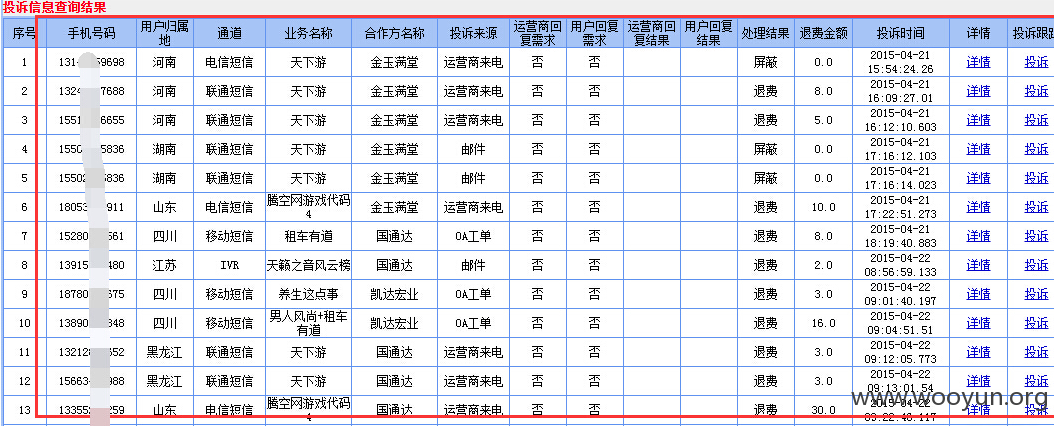 投诉信息查询结果
序号 手机号码 用户归属地 通道 业务名称 合作方名称 投诉来源 运营商回复需求 用户回复需求 运营商回复结果 用户回复结果 处理结果 退费金额 投诉时间 详情 投诉跟踪
1 131 9698 河南 电信短信 天下游 金玉满堂 运营商来电 否 否 屏蔽 0.0 2015-04-21 15:54:24.26 详情 投诉
2 1324 7688 河南 联通短信 天下游 金玉满堂 运营商来电 否 否 退费 8.0 2015-04-21 16:09:27.01 详情 投诉
3 1551 6655 河南 联通短信 天下游 金玉满堂 运营商来电 否 否 退费 5.0 2015-04-21 16:12:10.603 详情 投诉
4 1550 5836 湖南 联通短信 天下游 金玉满堂 邮件 否 否 屏蔽 0.0 2015-04-21 17:16:12.103 详情 投诉
5 1550 5836 湖南 联通短信 天下游 金玉满堂 邮件 否 否 屏蔽 0.0 2015-04-21 17:16:14.023 详情 投诉
6 1805 911 山东 电信短信 腾空网游戏代码4 金玉满堂 运营商来电 否 否 退费 10.0 2015-04-21 17:22:51.273 详情 投诉
7 15280 561 四川 移动短信 租车有道 国通达 OA工单 否 否 退费 8.0 2015-04-21 18:19:40.883 详情 投诉
8 13915 480 江苏 IVR 天籁之音风云榜 国通达 邮件 否 否 退费 2.0 2015-04-22 08:56:59.133 详情 投诉
9 18780 575 四川 移动短信 养生这点事 凯达宏业 OA工单 否 否 退费 3.0 2015-04-22 09:01:40.197 详情 投诉
10 13890 848 四川 移动短信 男人风尚+租车有道 凯达宏业 OA工单 否 否 退费 16.0 2015-04-22 09:04:51.51 详情 投诉
11 1321 552 黑龙江 联通短信 天下游 国通达 运营商来电 否 否 退费 3.0 2015-04-22 09:12:05.773 详情 投诉
12 15663 988 黑龙江 联通短信 天下游 国通达 运营商来电 否 否 退费 3.0 2015-04-22 09:13:01.54 详情 投诉
13 13352 259 山东 电信短信 腾空网游戏代码4 国通达 运营商来电 否 否 退费 30.0 2015-04-22 详情 投诉
www.wooyun.org